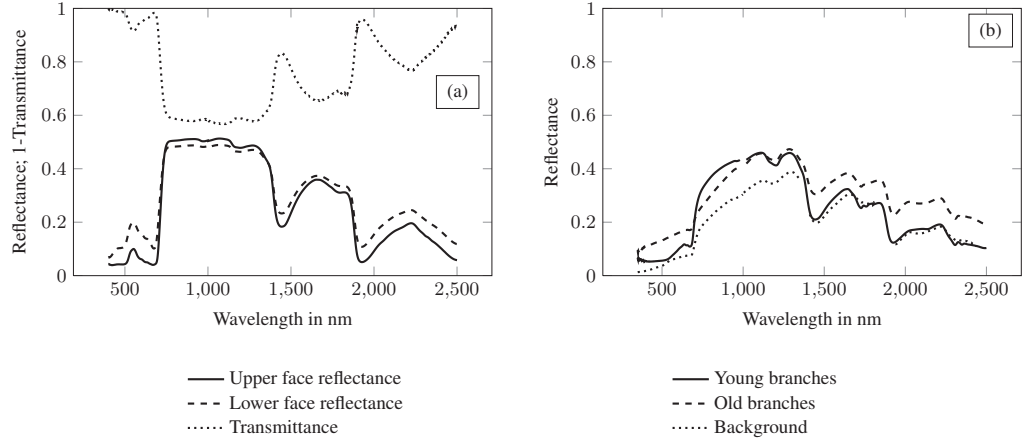 1
0.8
0.6
0.4
0.2
0
Reflectance; 1-Transmittance
(a)
500
1,000
1,500
2,000
2,500
Wavelength in nm
Upper face reflectance
Lower face reflectance
Transmittance
1
0.8
0.6
0.4
0.2
0
Reflectance
(b)
500
1,000
1,500
2,000
2,500
Wavelength in nm
Young branches
Old branches
Background